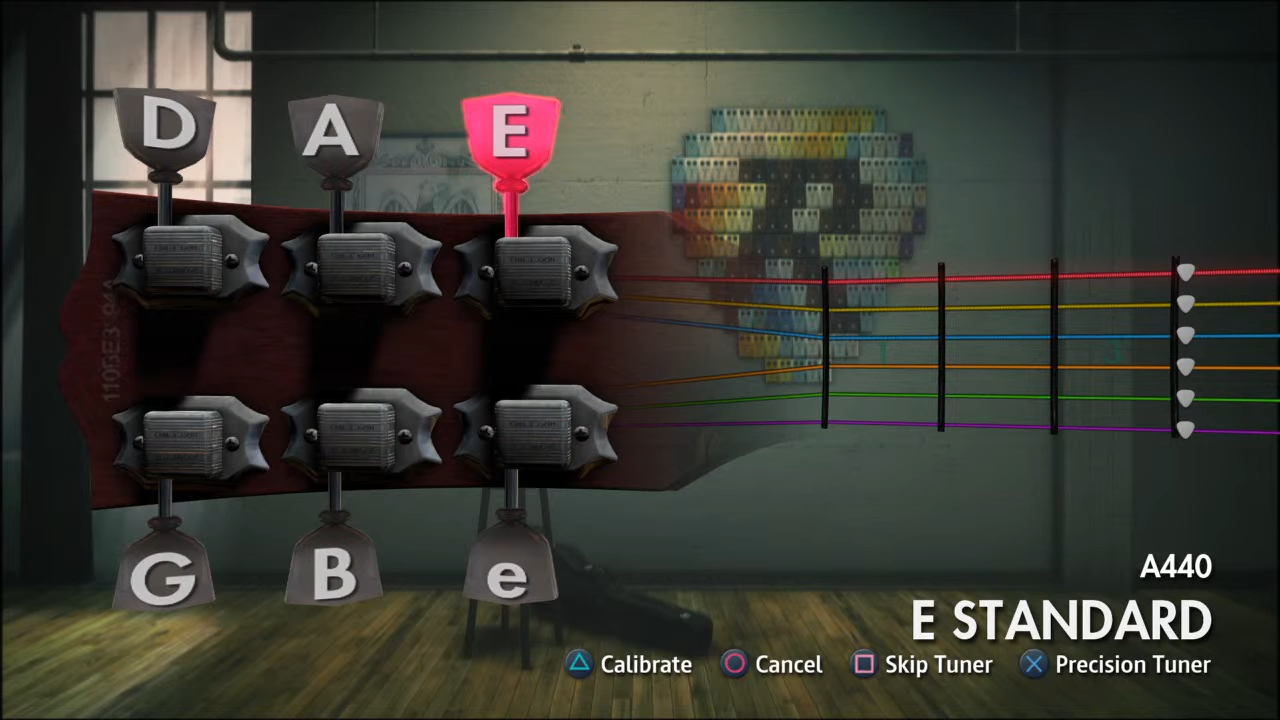 D A E
G B e
A440
E STANDARD
Calibrate Cancel Skip Tuner Precision Tuner